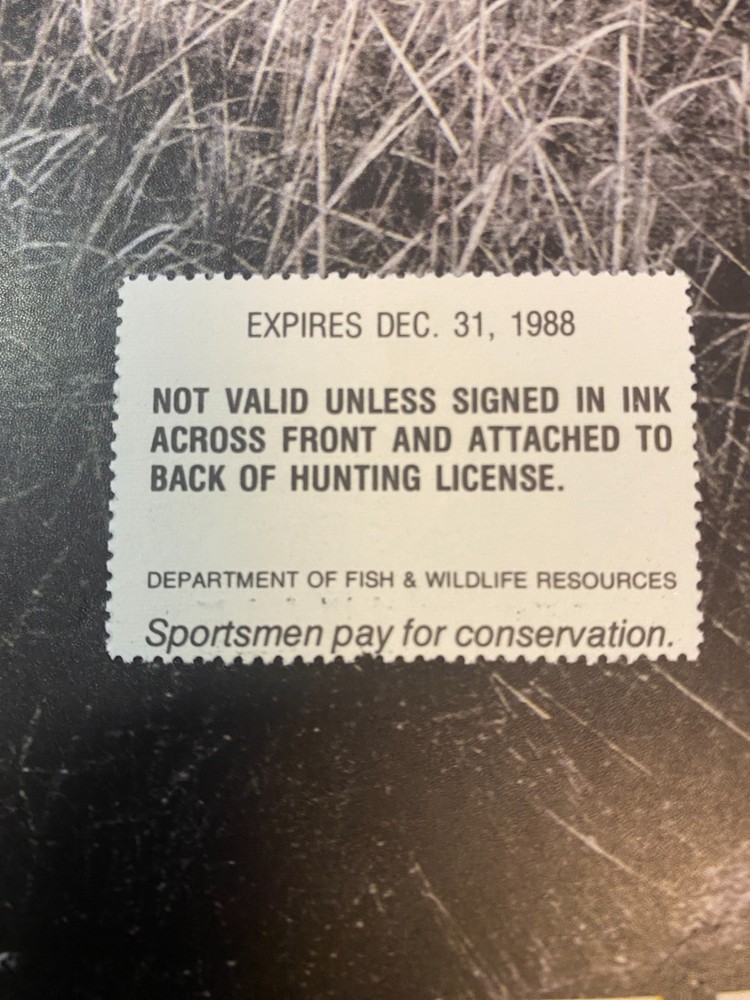 EXPIRES DEC. 31, 1988
NOT VALID UNLESS SIGNED IN INK
ACROSS FRONT AND ATTACHED TO
BACK OF HUNTING LICENSE.
DEPARTMENT OF FISH & WILDLIFE RESOURCES
Sportsmen pay for conservation.